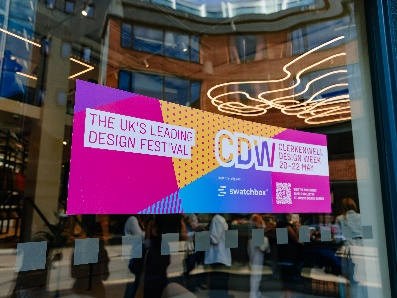 THE UK'S LEADING
DESIGN FESTIVAL
CDW
CLERKENWELL
DESIGN WEEK
20–22 MAY
swatchbox